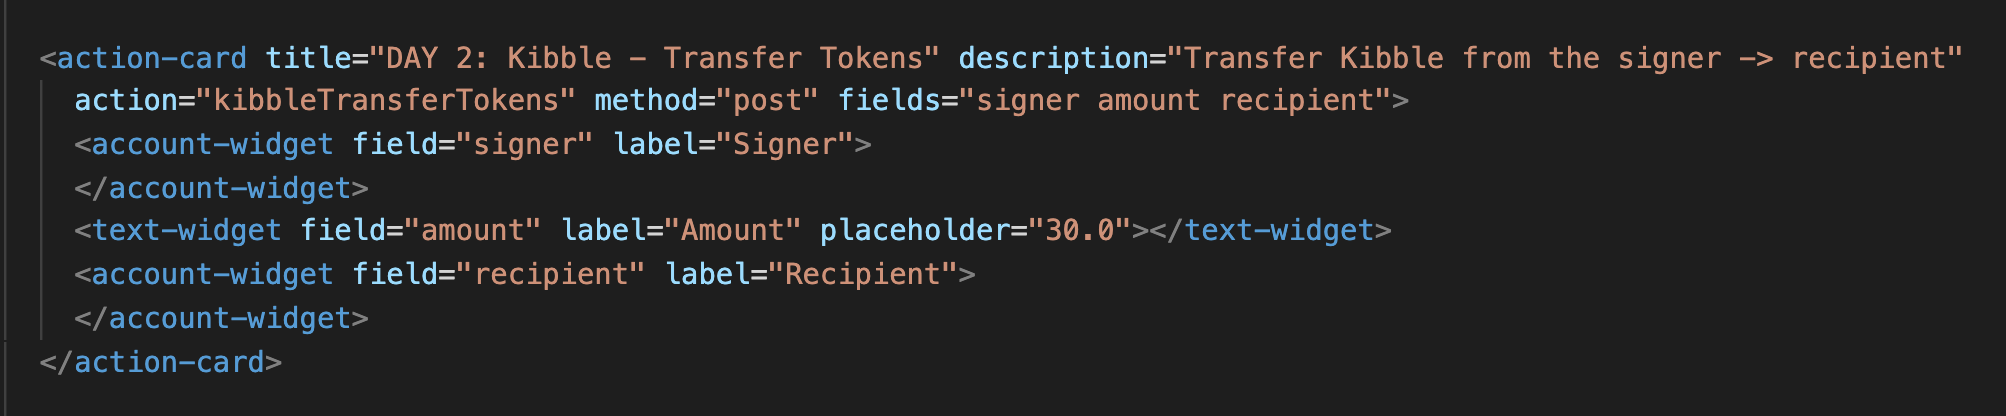 <action-card title="DAY 2: Kibble – Transfer Tokens" description="Transfer Kibble from the signer -> recipient"
action="kibbleTransferTokens" method="post" fields="signer amount recipient">
<account-widget field="signer" label="Signer">
</account-widget>
<text-widget field="amount" label="Amount" placeholder="30.0"></text-widget>
<account-widget field="recipient" label="Recipient">
</account-widget>
</action-card>